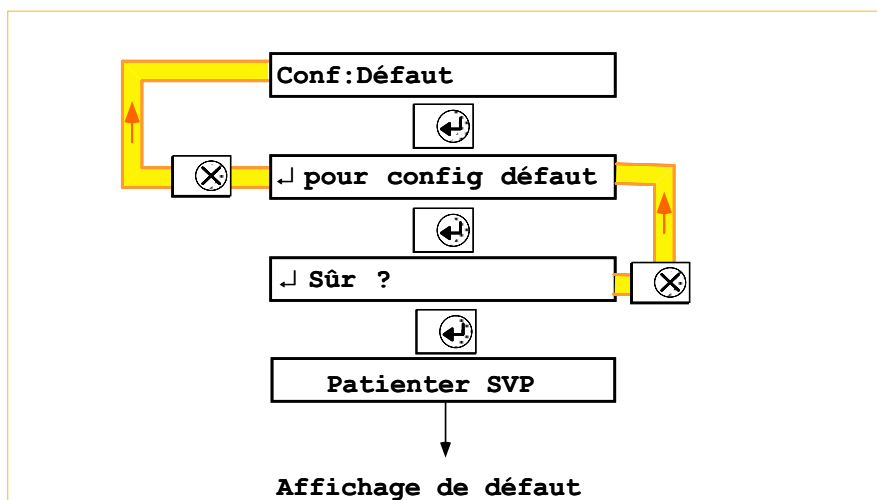 Conf:Défaut
↵ pour config défaut
↵ Sûr ?
Patienter SVP
Affichage de défaut